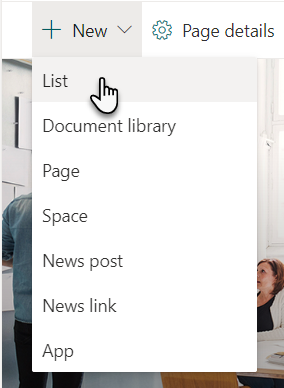 New
Page details
List
Document library
Page
Space
News post
News link
App